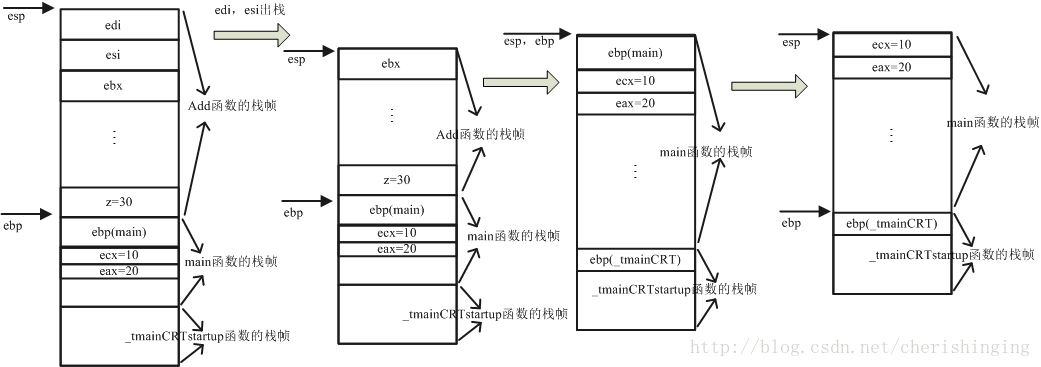 esp
edi
esi
ebx
⋮
Add函数的栈帧
z=30
ebp
ebp(main)
ecx=10
eax=20
main函数的栈帧
_tmainCRTstartup函数的栈帧
edi，esi出栈
esp
ebx
⋮
Add函数的栈帧
z=30
ebp
ebp(main)
ecx=10
eax=20
main函数的栈帧
_tmainCRTstartup函数的栈帧
esp，ebp
ebp(main)
ecx=10
eax=20
main函数的栈帧
⋮
ebp(_tmainCRT)
_tmainCRTstartup函数的栈帧
esp
ecx=10
eax=20
main函数的栈帧
⋮
ebp
ebp(_tmainCRT)
_tmainCRTstartup函数的栈帧
http://blog.csdn.net/cherishinging